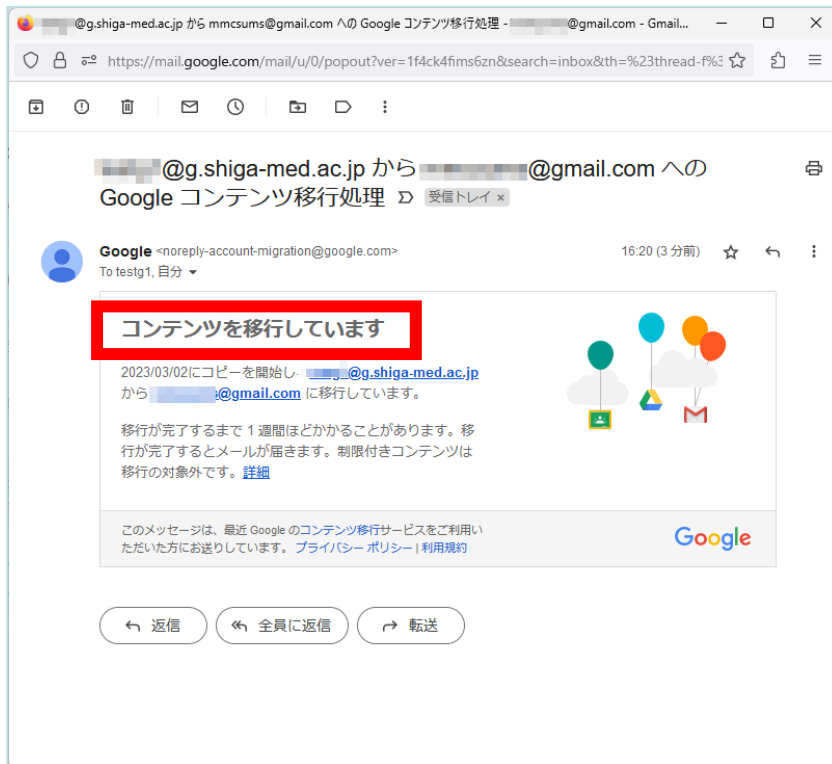 @g.shiga-med.ac.jp から mmcsums@gmail.com への Google コンテンツ移行処理 - @gmail.com - Gmail...
https://mail.google.com/mail/u/0/popout?ver=1f4ck4fims6zn&search=inbox&th=%23thread-f%3
@g.shiga-med.ac.jp から @gmail.com への
Google コンテンツ移行処理 受信トレイ ×
Google <noreply-account-migration@google.com> 16:20 (3 分前)
To testg1, 自分
コンテンツを移行しています
2023/03/02にコピーを開始し、 @g.shiga-med.ac.jp
から @gmail.com に移行しています。
移行が完了するまで 1 週間ほどかかることがあります。移
行が完了するとメールが届きます。制限付きコンテンツは
移行の対象外です。詳細
このメッセージは、最近 Google のコンテンツ移行サービスをご利用い
ただいた方にお送りしています。 プライバシー ポリシー | 利用規約
Google
返信 全員に返信 転送